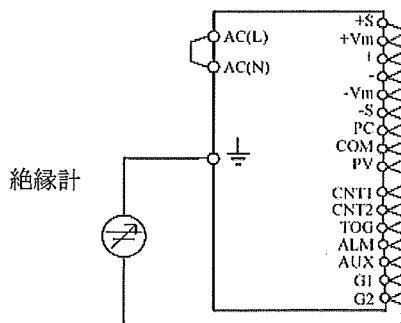 AC(L)
AC(N)
絶縁計
+S
+Vm
+
-
-Vm
-S
PC
COM
PV
CNT1
CNT2
TOG
ALM
AUX
G1
G2